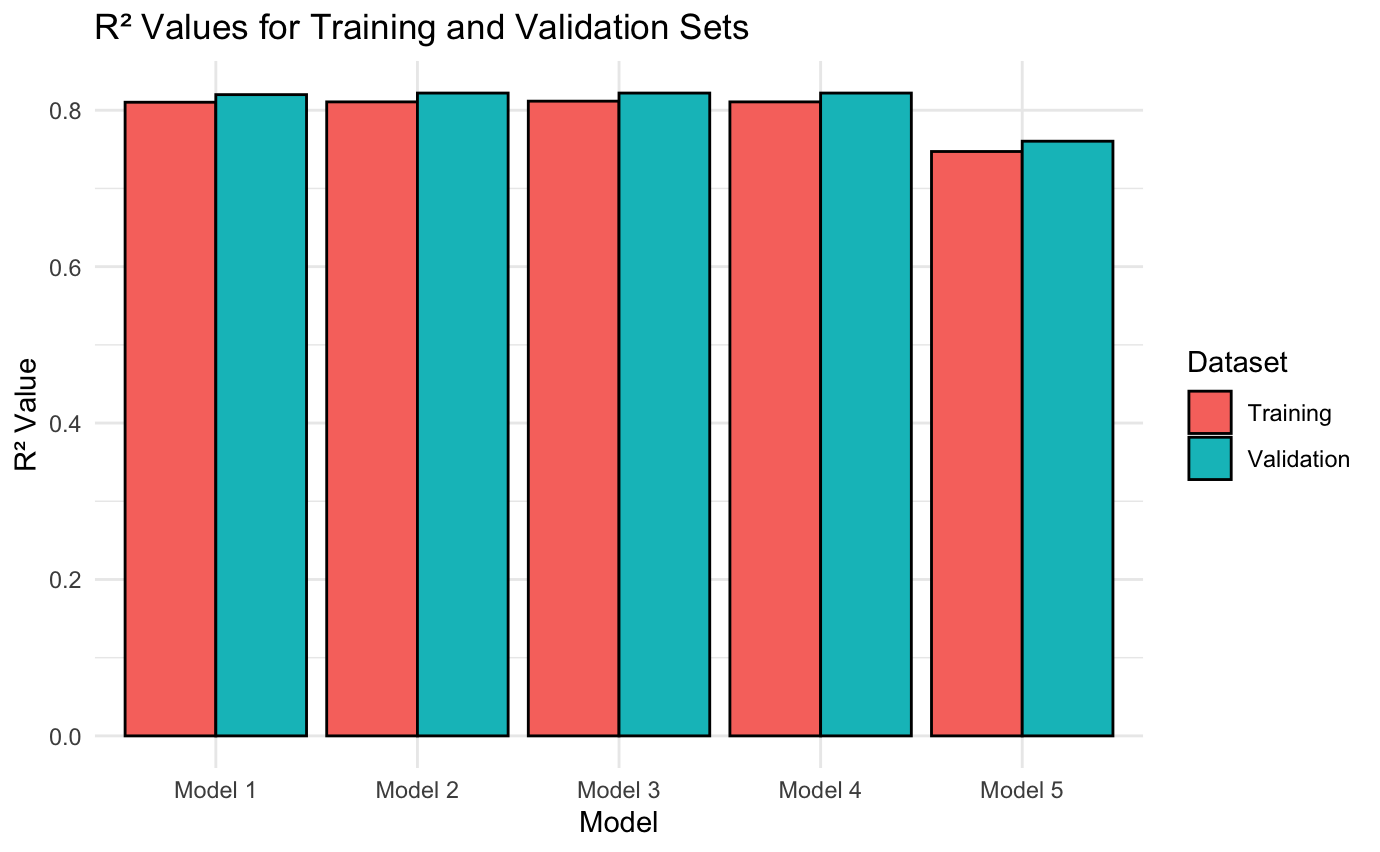 R² Values for Training and Validation Sets
R² Value
0.8
0.6
0.4
0.2
0.0
Model 1
Model 2
Model 3
Model 4
Model 5
Model
Dataset
Training
Validation